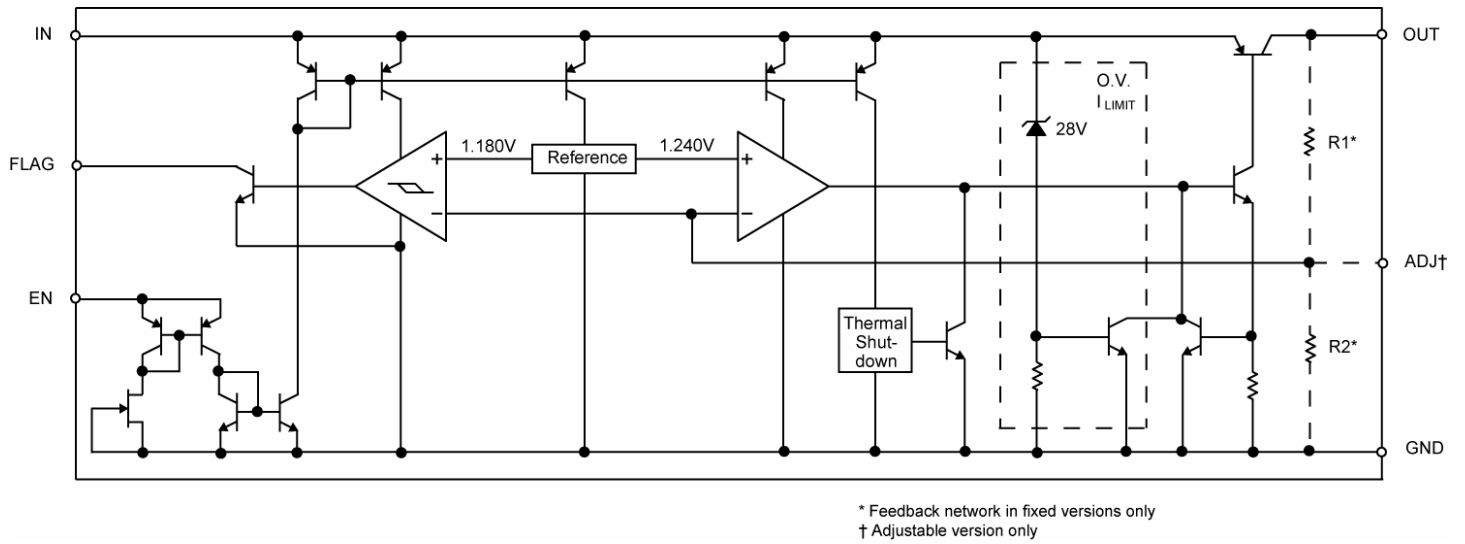 IN
OUT
O.V.
I LIMIT
28V
R1*
1.180V
Reference
1.240V
FLAG
+
+
−
−
ADJ†
EN
Thermal
Shut-
down
R2*
GND
* Feedback network in fixed versions only
† Adjustable version only